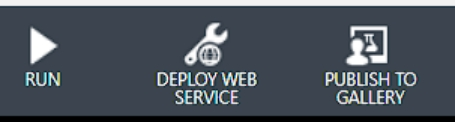 RUN
DEPLOY WEB
SERVICE
PUBLISH TO
GALLERY